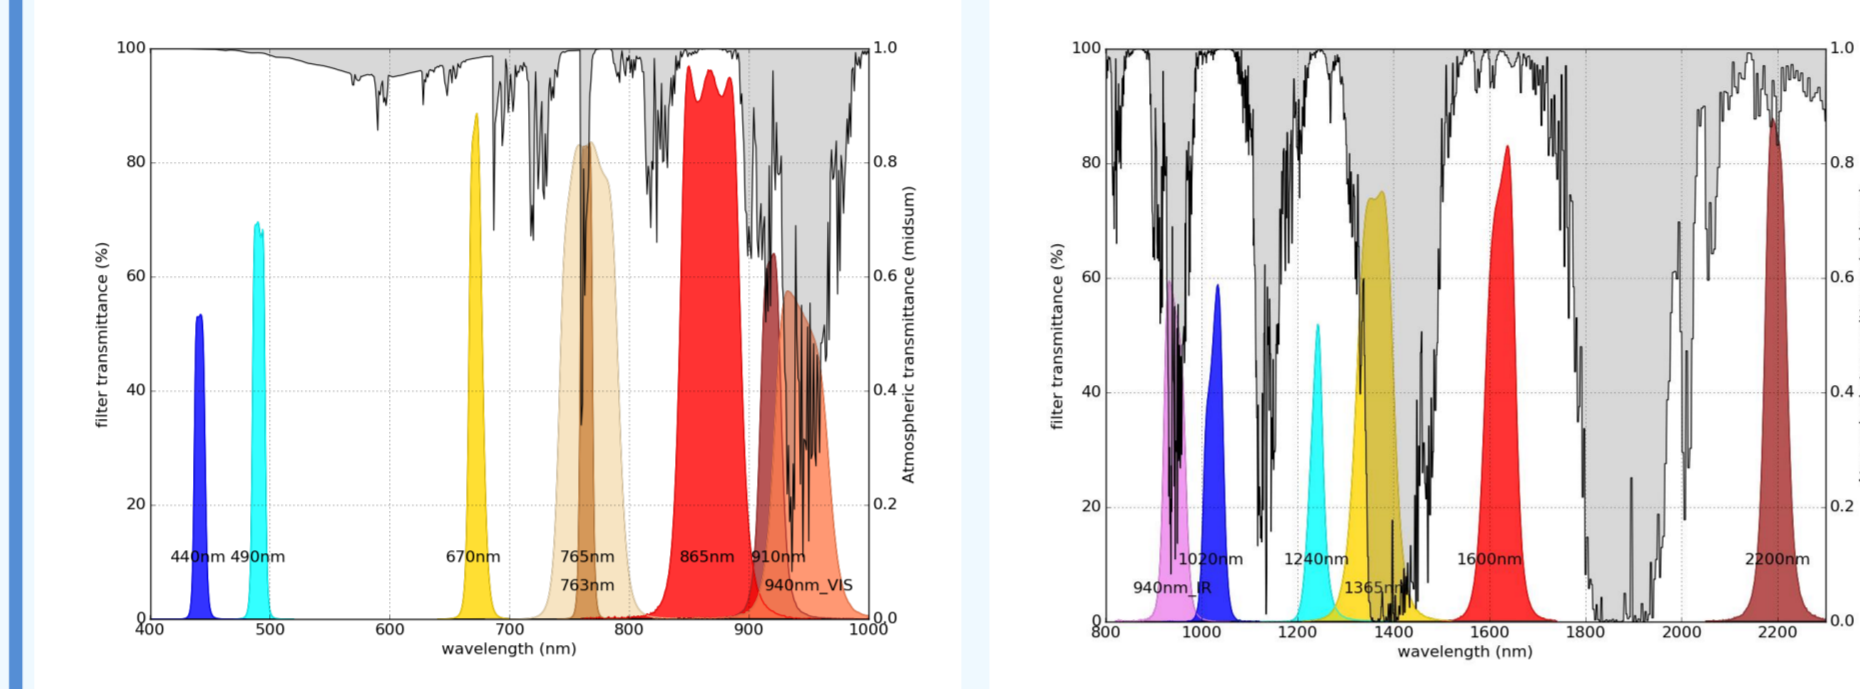 100
80
60
40
20
0
filter transmittance (%)
440nm 490nm
670nm
765nm
763nm
865nm
910nm
940nm_VIS
1.0
0.8
0.6
0.4
0.2
0.0
Atmospheric transmittance (midsum)
400 500 600 700 800 900 1000
wavelength (nm)
100
80
60
40
20
0
filter transmittance (%)
940nm_IR
1020nm
1240nm
1365nm
1600nm
2200nm
1.0
0.8
0.6
0.4
0.2
0.0
800 1000 1200 1400 1600 1800 2000 2200
wavelength (nm)